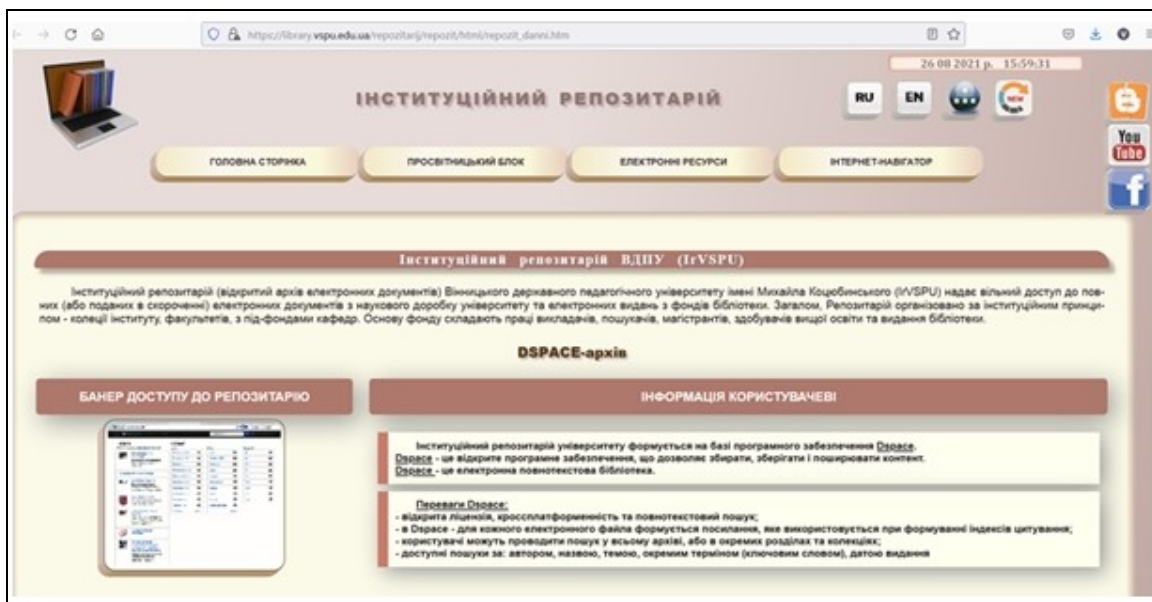 https://library.vspu.edu.ua/repozitarij/repozit/html/repozit_danni.htm
26 08 2021 р. 15:59:31
ІНСТИТУЦІЙНИЙ РЕПОЗИТАРІЙ
RU EN NEW
You
Tube
ГОЛОВНА СТОРІНКА ПРОСВІТНИЦЬКИЙ БЛОК ЕЛЕКТРОННІ РЕСУРСИ ІНТЕРНЕТ-НАВІГАТОР
Інституційний репозитарій ВДПУ (IrVSPU)
Інституційний репозитарій (відкритий архів електронних документів) Вінницького державного педагогічного університету імені Михайла Коцюбинського (IrVSPU) надає вільний доступ до пов-
них (або поданих в скороченні) електронних документів з наукового доробку університету та електронних видань з фондів бібліотеки. Загалом, Репозитарій організовано за інституційним принци-
пом - колеції інституту, факультетів, з під-фондами кафедр. Основу фонду складають праці викладачів, пошукачів, магістрантів, здобувачів вищої освіти та видання бібліотеки.
DSPACE-архів
БАНЕР ДОСТУПУ ДО РЕПОЗИТАРІЮ
ІНФОРМАЦІЯ КОРИСТУВАЧЕВІ
Інституційний репозитарій університету формується на базі програмного забезпечення Dspace.
Dspace - це відкрите програмне забезпечення, що дозволяє збирати, зберігати і поширювати контент.
Dspace - це електронна повнотекстова бібліотека.
Переваги Dspace:
- відкрита ліцензія, кроссплатформенність та повнотекстовий пошук;
- в Dspace - для кожного електронного файла формується посилання, яке використовується при формуванні індексів цитування;
- користувачі можуть проводити пошук у всьому архіві, або в окремих розділах та колекціях;
- доступні пошуки за: автором, назвою, темою, окремим терміном (ключовим словом), датою видання